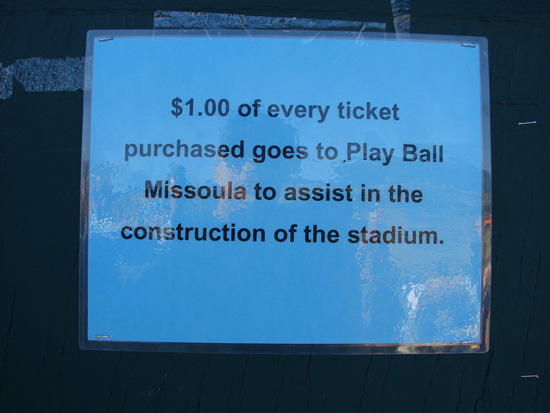 $1.00 of every ticket
purchased goes to Play Ball
Missoula to assist in the
construction of the stadium.